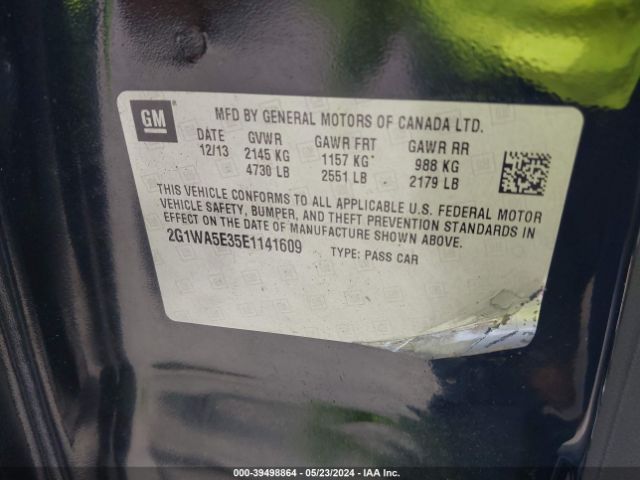 GM
MFD BY GENERAL MOTORS OF CANADA LTD.
DATE GVWR GAWR FRT GAWR RR
12/13 2145 KG 1157 KG* 988 KG
4730 LB 2551 LB 2179 LB
THIS VEHICLE CONFORMS TO ALL APPLICABLE U.S. FEDERAL MOTOR
VEHICLE SAFETY, BUMPER, AND THEFT PREVENTION STANDARDS IN
EFFECT ON THE DATE OF MANUFACTURE SHOWN ABOVE.
2G1WA5E35E1141609 TYPE: PASS CAR
000-39498864 - 05/23/2024 - IAA Inc.